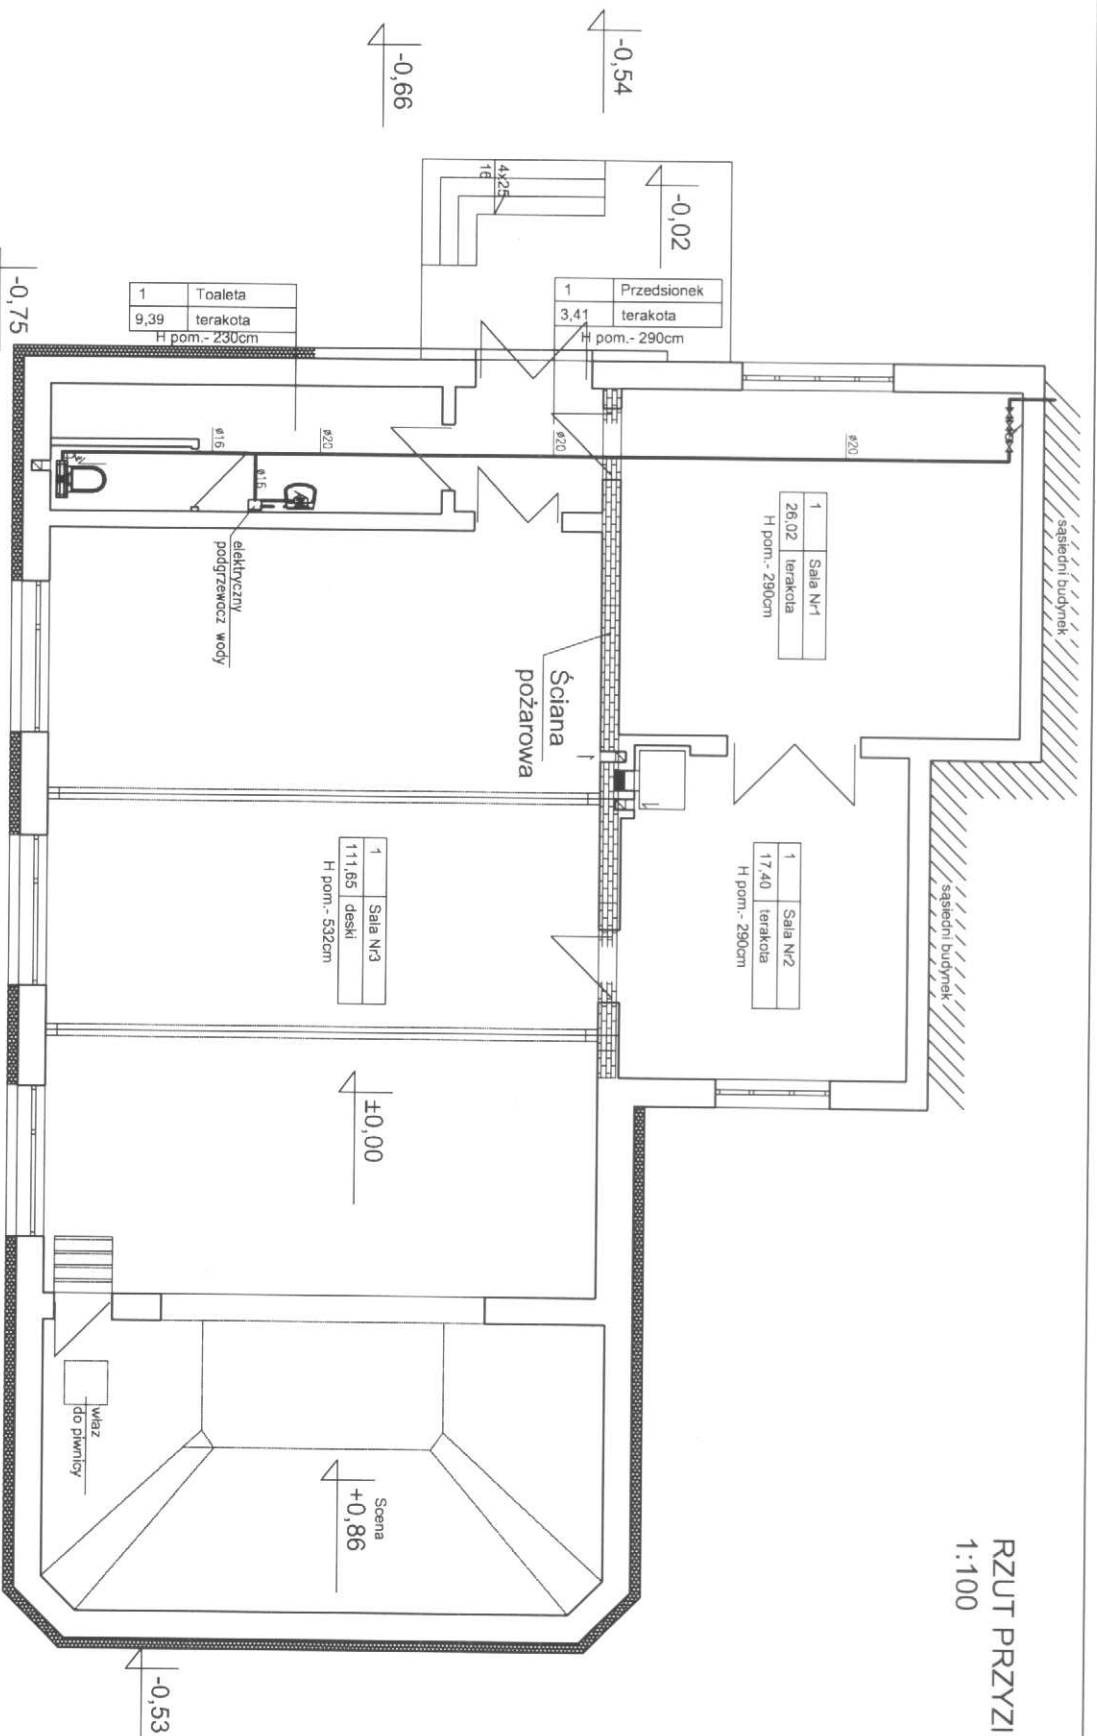 RZUT PRZYZI
1:100
-0,54
-0,66
-0,02
4x25
16
-0,75
1 Toaleta
9,39 terakota
H pom.- 230cm
1 Przedsionek
3,41 terakota
H pom.- 290cm
ø16
ø20
ø20
ø20
ø16
1 Sala Nr1
26,02 terakota
H pom.- 290cm
sąsiedni budynek
elektryczny
podgrzewacz wody
Ściana
pożarowa
1 Sala Nr2
17,40 terakota
H pom.- 290cm
sąsiedni budynek
1 Sala Nr3
111,65 deski
H pom.- 532cm
±0,00
właz
do piwnicy
Scena
+0,86
-0,53